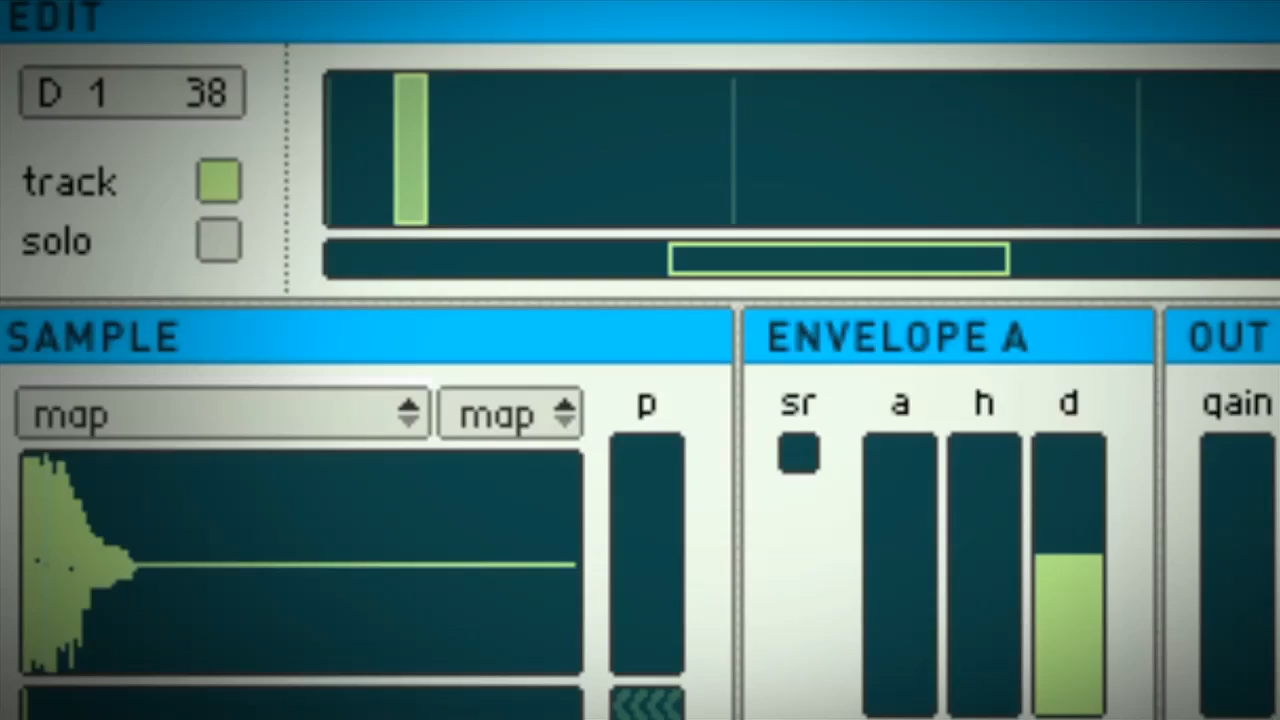 EDIT
D 1 38
track
solo
SAMPLE
ENVELOPE A
OUT
map
map
p
sr
a
h
d
gain